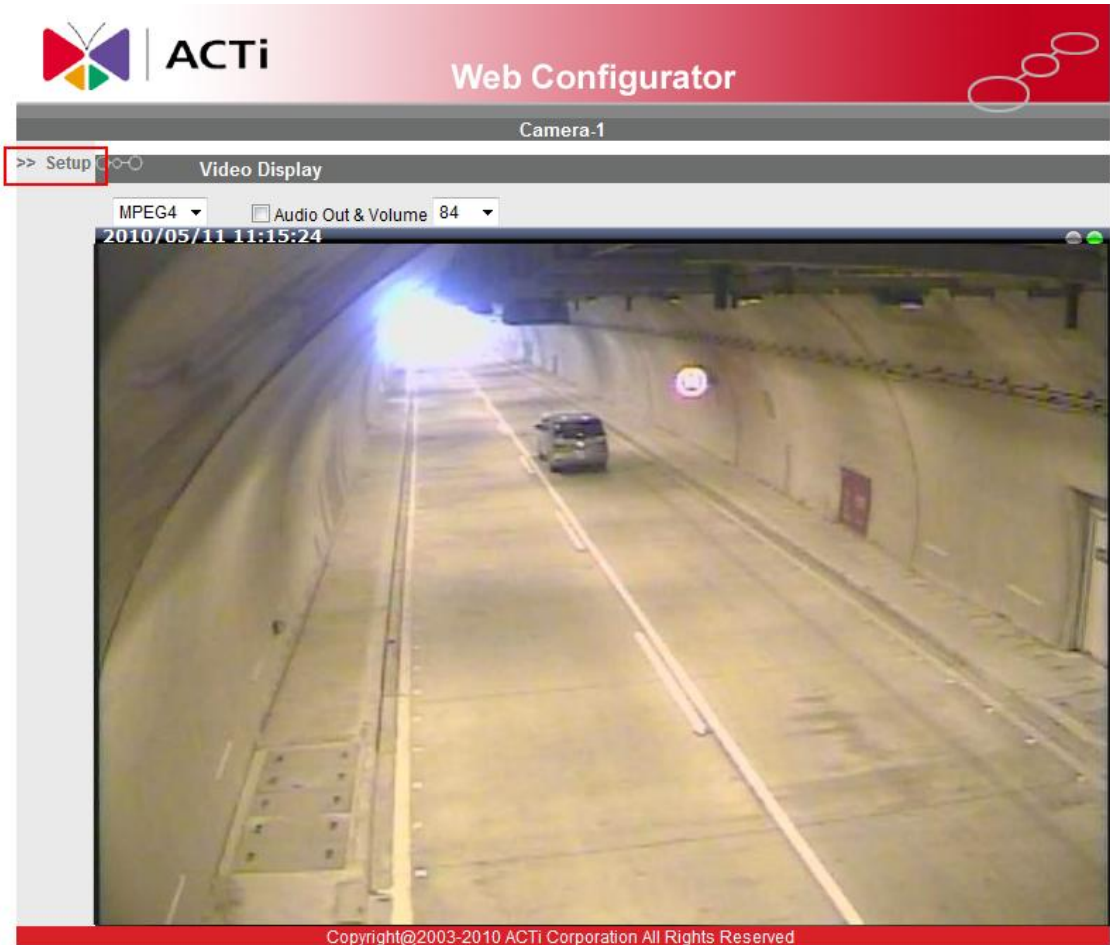 ACTi
Web Configurator
Camera-1
>> Setup
Video Display
MPEG4
Audio Out & Volume 84
2010/05/11 11:15:24
Copyright@2003-2010 ACTi Corporation All Rights Reserved